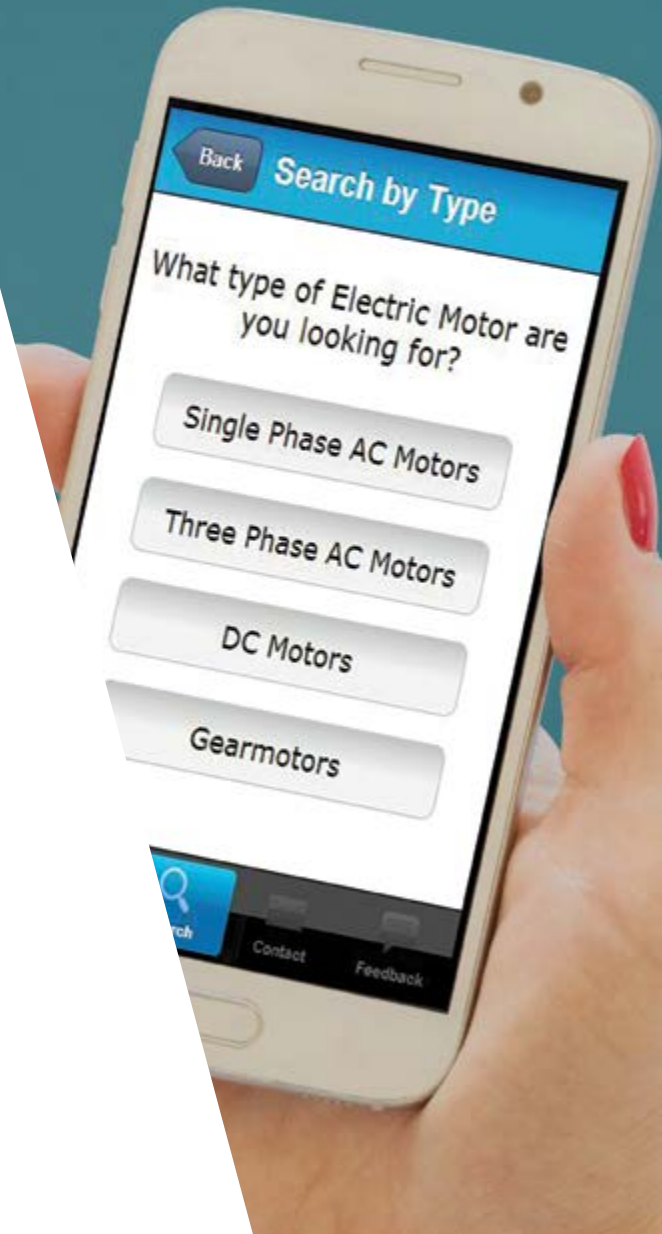 Back
Search by Type
What type of Electric Motor are
you looking for?
Single Phase AC Motors
Three Phase AC Motors
DC Motors
Gearmotors
Contact
Feedback